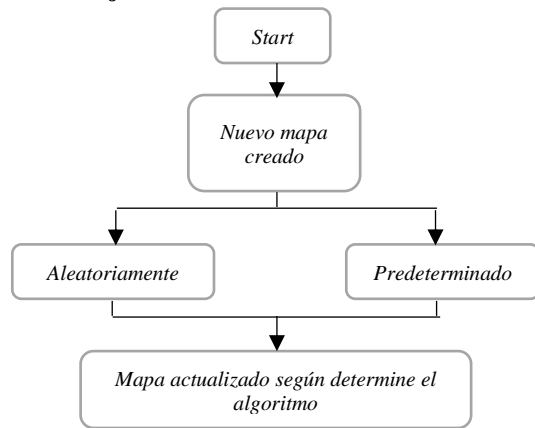 Start
Nuevo mapa
creado
Aleatoriamente
Predeterminado
Mapa actualizado según determine el
algoritmo